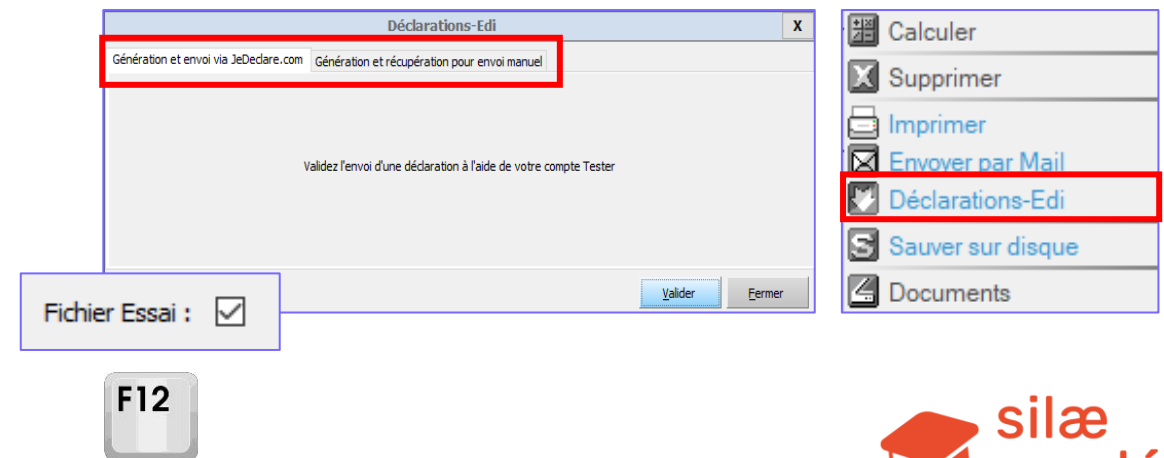 Déclarations-Edi
X
Génération et envoi via JeDeclare.com
Génération et récupération pour envoi manuel
Validez l'envoi d'une déclaration à l'aide de votre compte Tester
Valider
Fermer
Fichier Essai :
F12
Calculer
Supprimer
Imprimer
Envoyer par Mail
Déclarations-Edi
Sauver sur disque
Documents
silæ